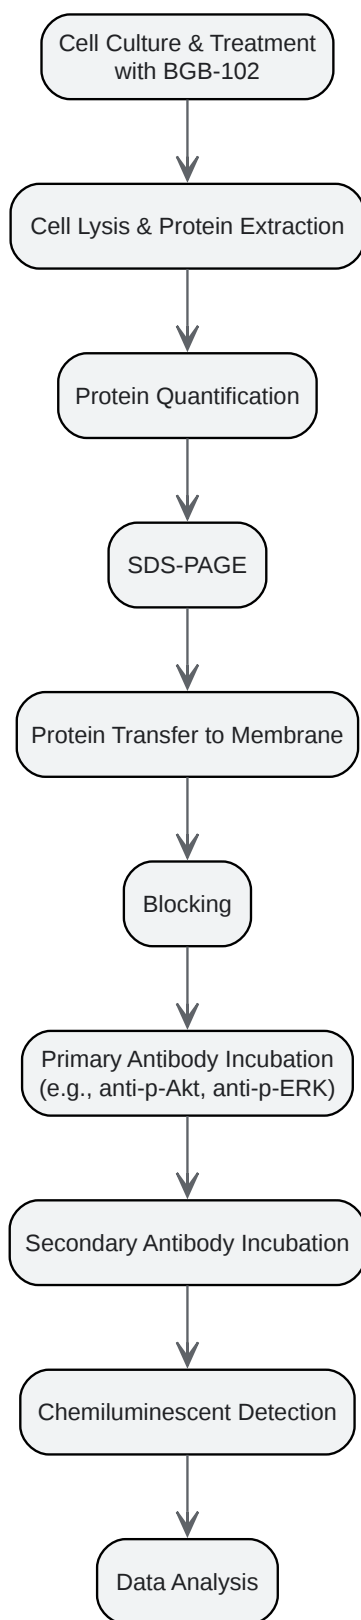 Cell Culture & Treatment
with BGB-102
Cell Lysis & Protein Extraction
Protein Quantification
SDS-PAGE
Protein Transfer to Membrane
Blocking
Primary Antibody Incubation
(e.g., anti-p-Akt, anti-p-ERK)
Secondary Antibody Incubation
Chemiluminescent Detection
Data Analysis